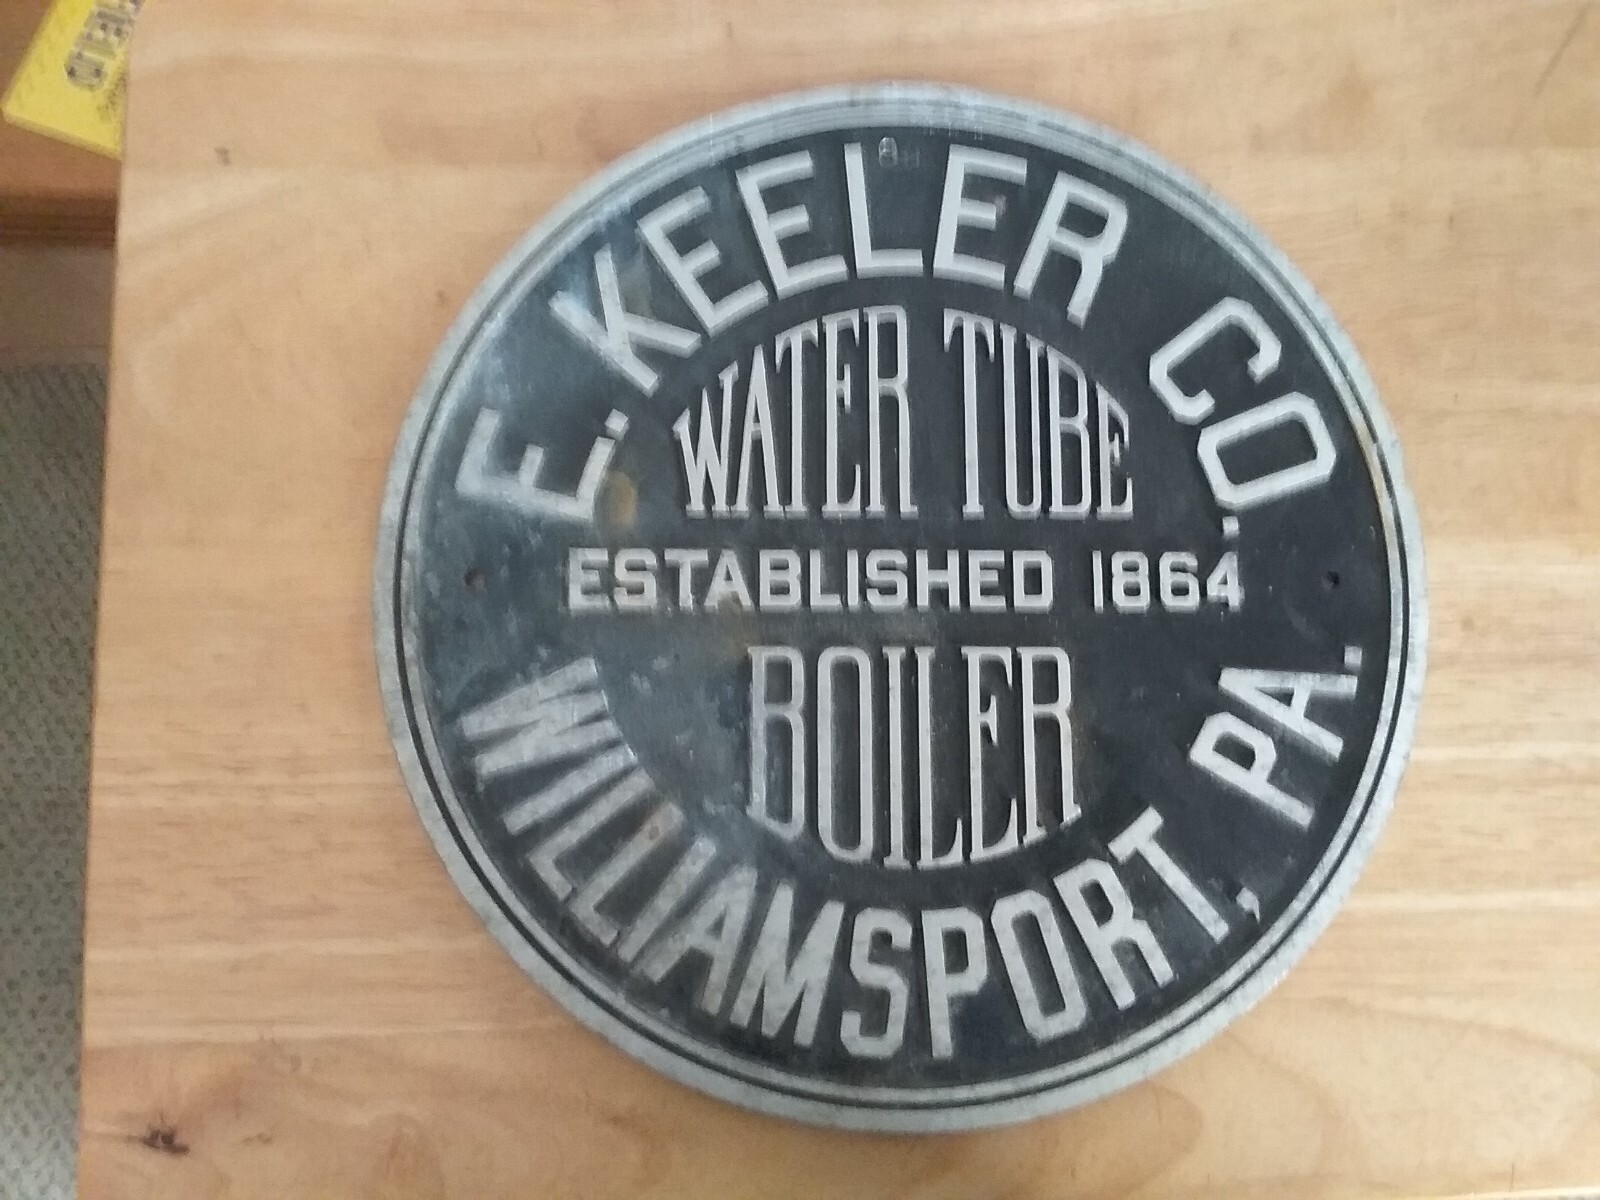 E. KEELER CO.
WATER TUBE
ESTABLISHED 1864
BOILER
WILLIAMSPORT, PA.